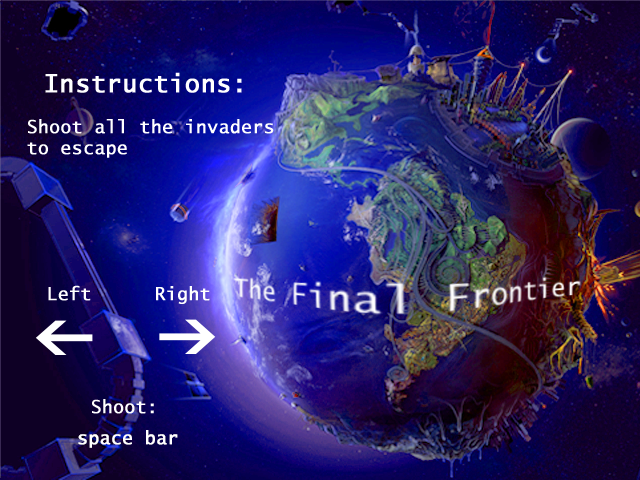 Instructions:
Shoot all the invaders
to escape
Left Right
The Final Frontier
Shoot:
space bar